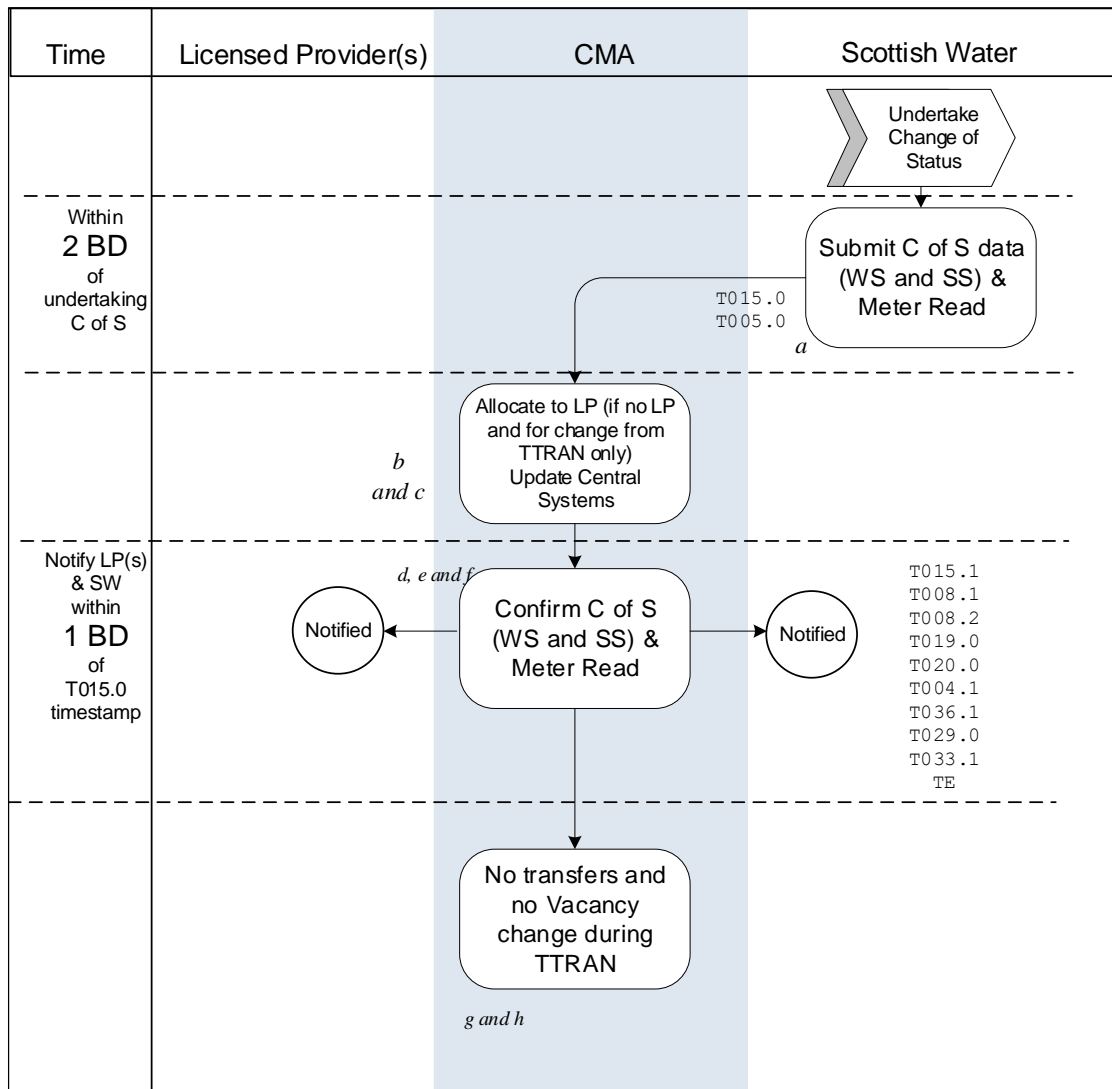 Time
Licensed Provider(s)
CMA
Scottish Water
Undertake
Change of
Status
Within
2 BD
of
undertaking
C of S
Submit C of S data
(WS and SS) &
Meter Read
T015.0
T005.0
a
Allocate to LP (if no LP
and for change from
TTRAN only)
Update Central
Systems
b
and c
Notify LP(s)
& SW
within
1 BD
of
T015.0
timestamp
d, e and f
Notified
Confirm C of S
(WS and SS) &
Meter Read
Notified
T015.1
T008.1
T008.2
T019.0
T020.0
T004.1
T036.1
T029.0
T033.1
TE
No transfers and
no Vacancy
change during
TTRAN
g and h